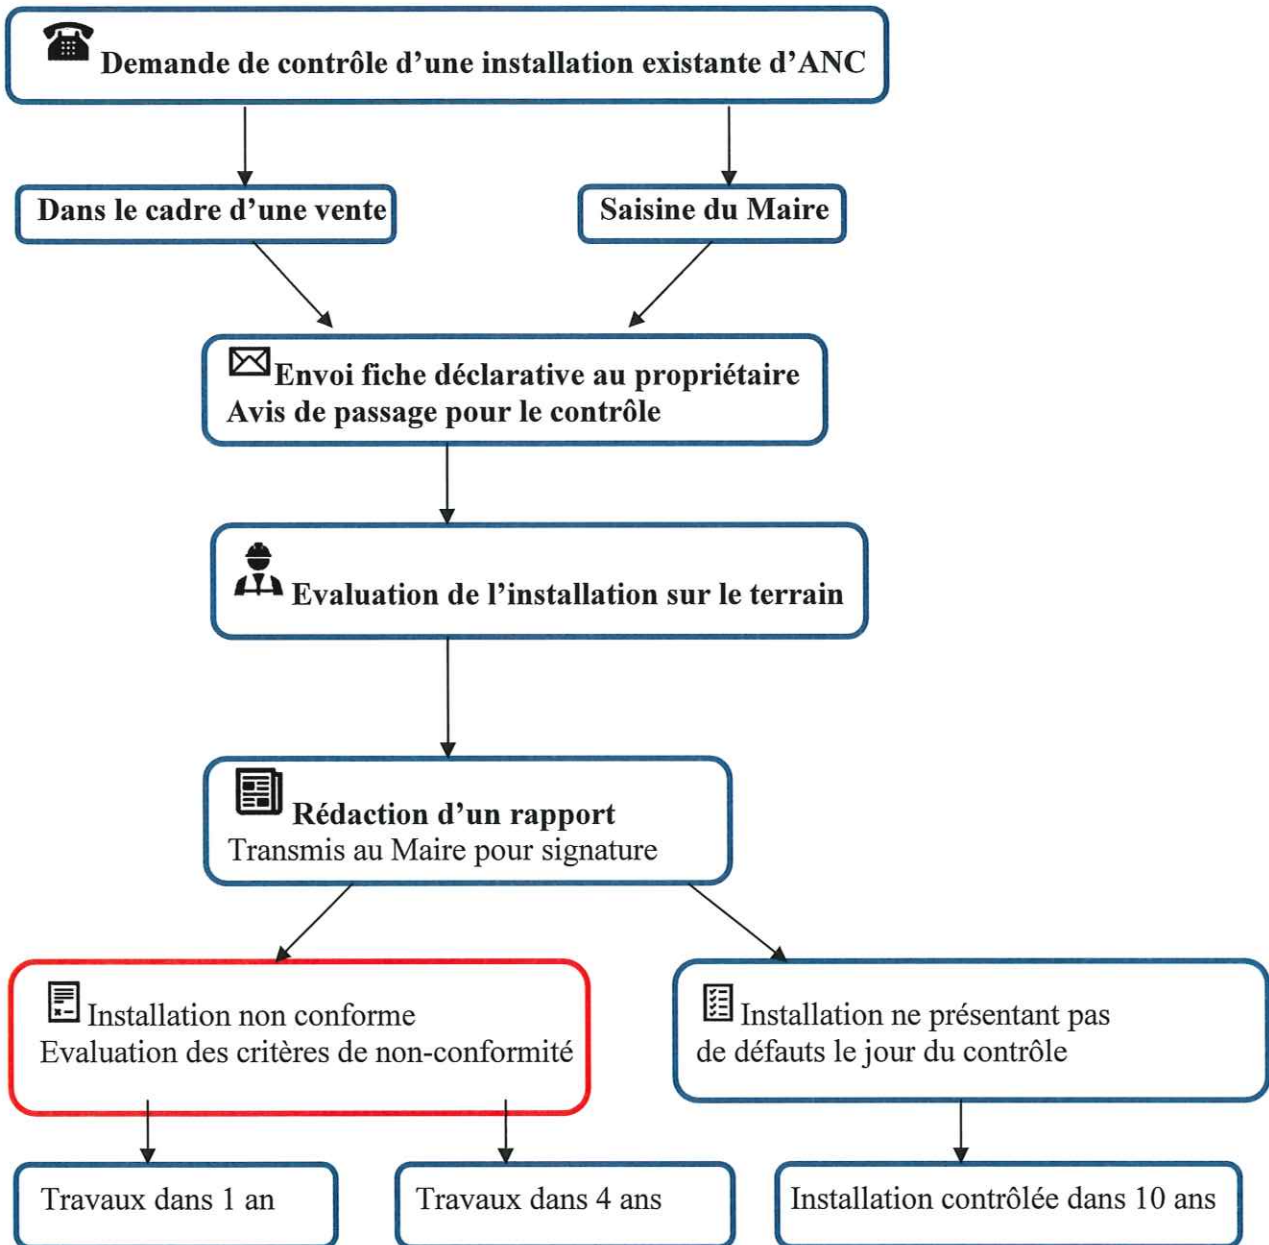 Demande de contrôle d’une installation existante d’ANC
Dans le cadre d’une vente
Saisine du Maire
Envoi fiche déclarative au propriétaire
Avis de passage pour le contrôle
Evaluation de l’installation sur le terrain
Rédaction d’un rapport
Transmis au Maire pour signature
Installation non conforme
Evaluation des critères de non-conformité
Installation ne présentant pas
de défauts le jour du contrôle
Travaux dans 1 an
Travaux dans 4 ans
Installation contrôlée dans 10 ans